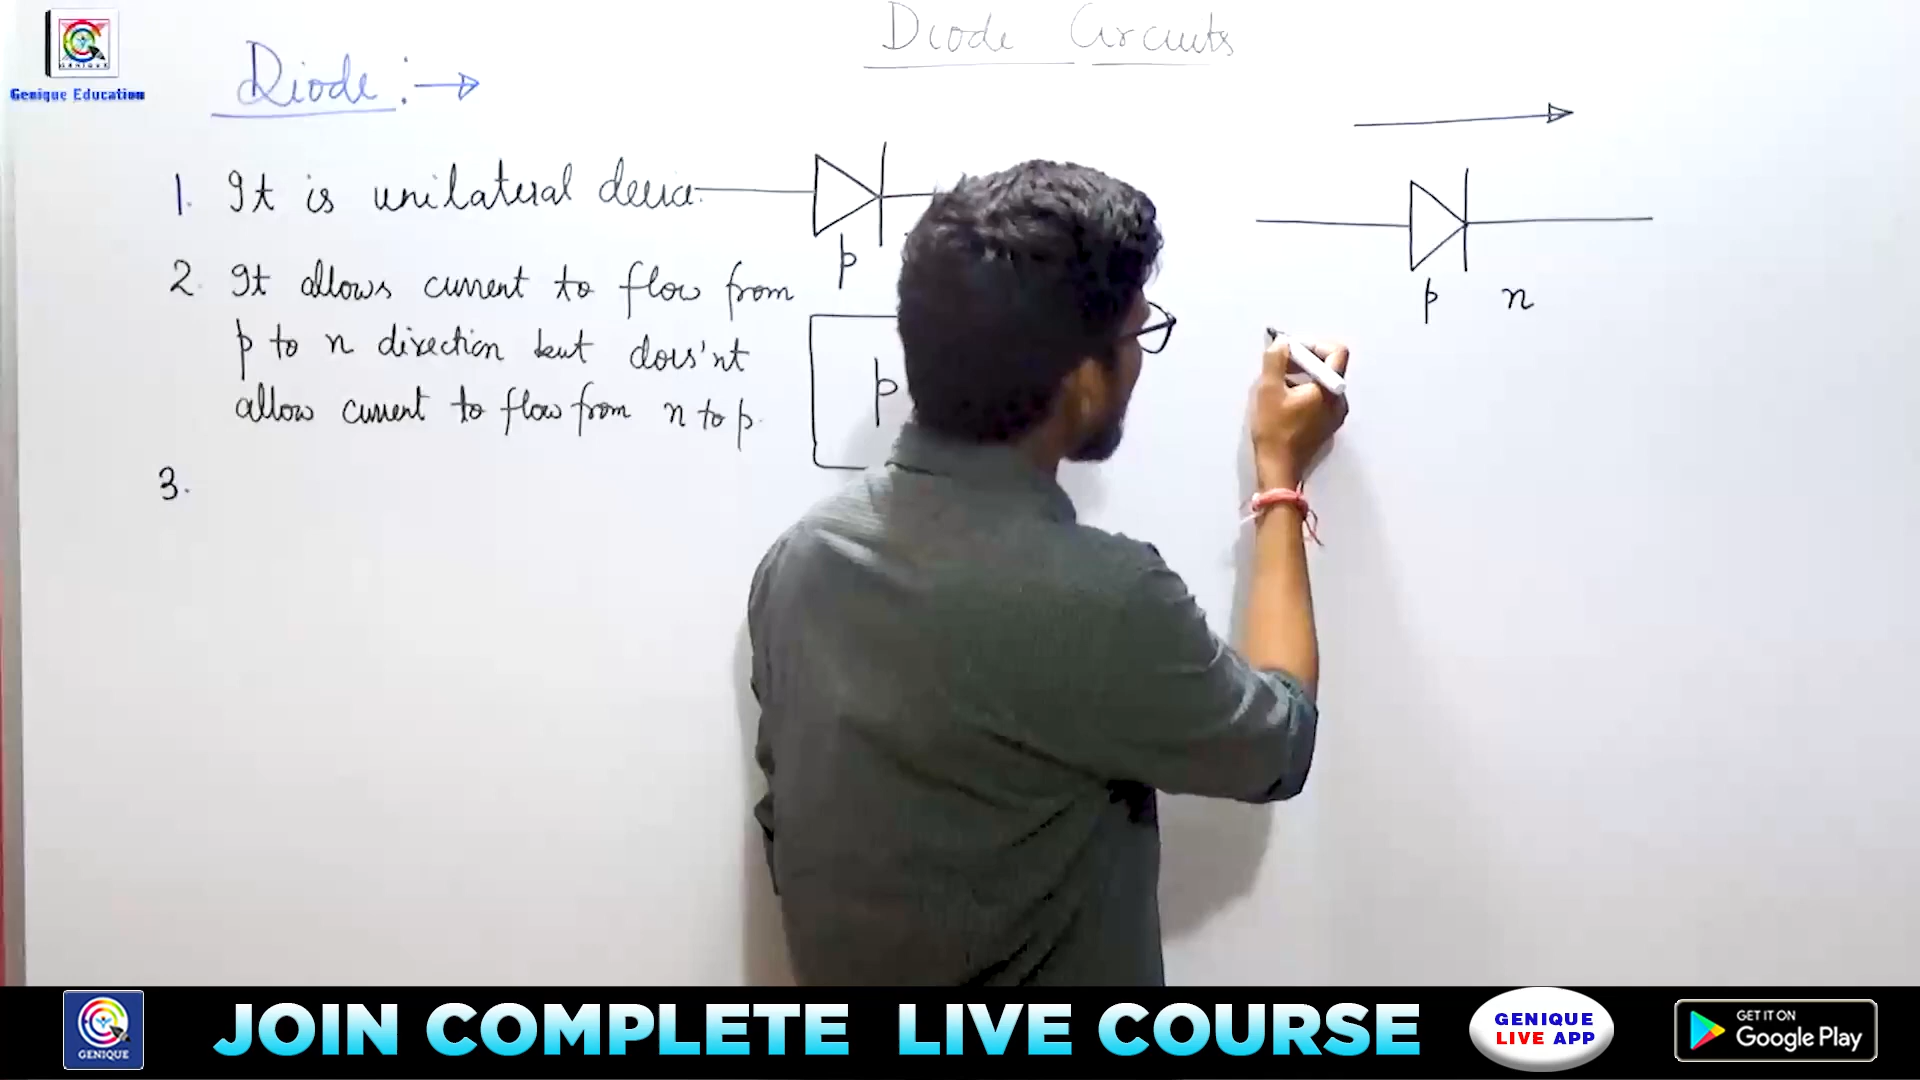 Diode Circuits
GENIQUE
Genique Education
Diode :→
1. It is unilateral device.
2. It allows current to flow from
p to n direction but does'nt
allow current to flow from n to p.
3.
p
p
p n
GENIQUE
JOIN COMPLETE LIVE COURSE
GENIQUE
LIVE APP
GET IT ON
Google Play